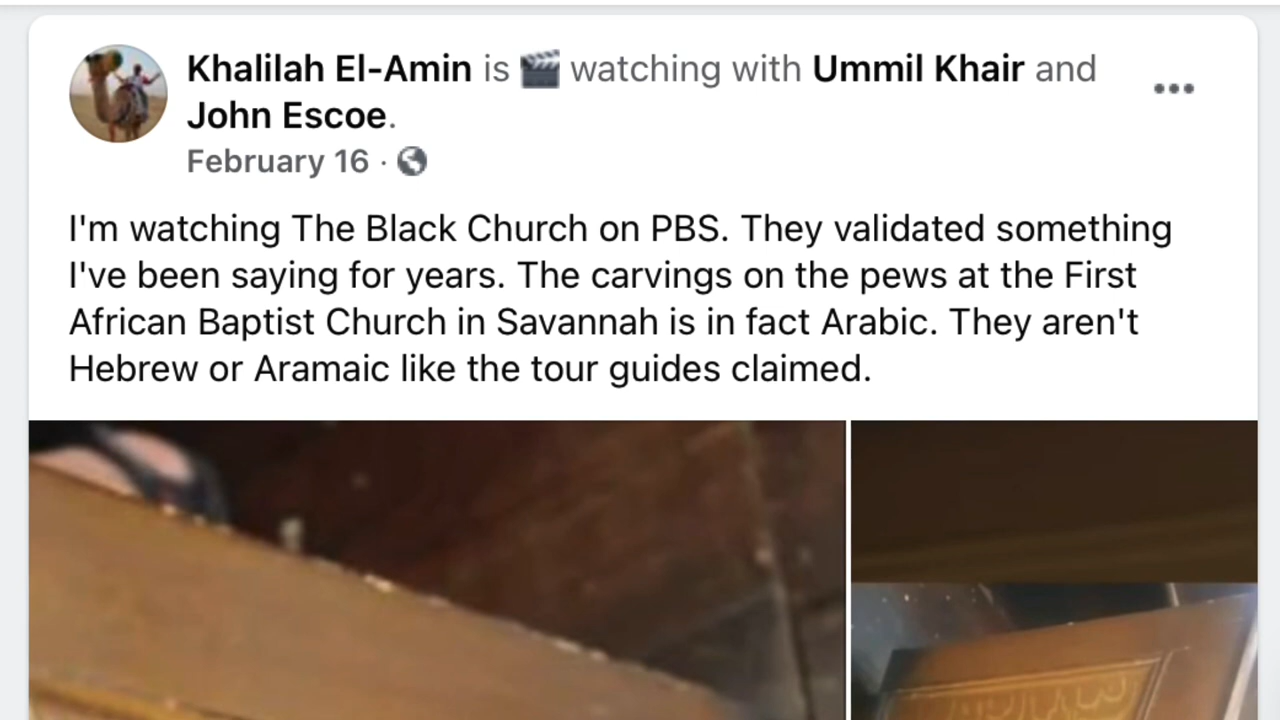 Khalilah El-Amin is 🎬 watching with Ummil Khair and
John Escoe.
February 16 ·
I'm watching The Black Church on PBS. They validated something
I've been saying for years. The carvings on the pews at the First
African Baptist Church in Savannah is in fact Arabic. They aren't
Hebrew or Aramaic like the tour guides claimed.